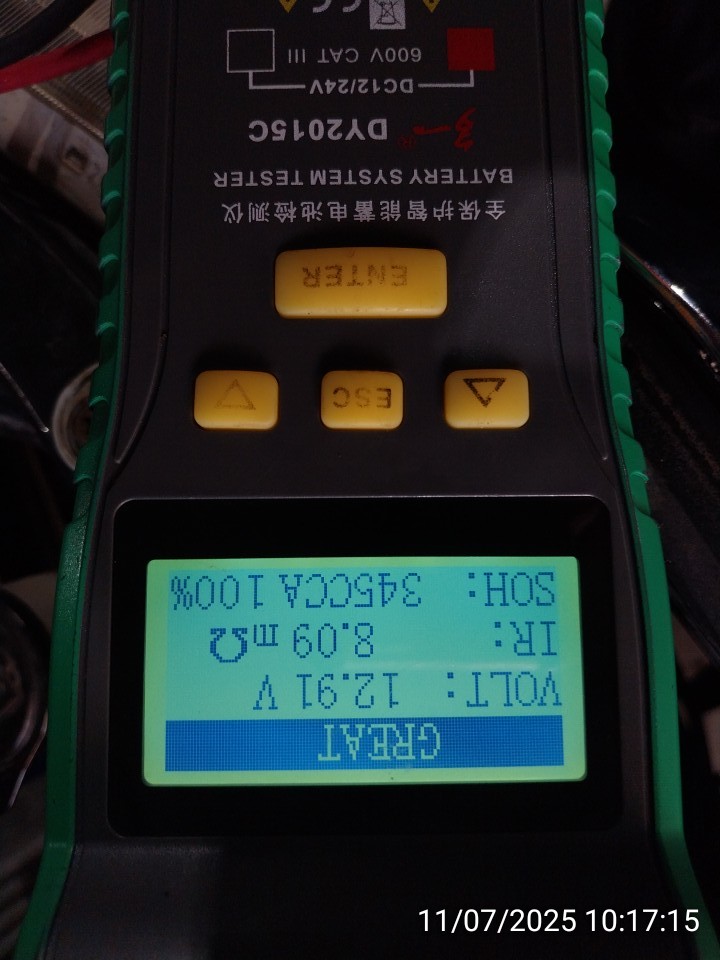 GREAT
VOLT: 12.91 V
IR: 8.09 mΩ
SOH: 345CCA 100%
ESC
ENTER
全保护智能蓄电池检测仪
BATTERY SYSTEM TESTER
DY2015C
DC12/24V
600V CAT III
CE
11/07/2025 10:17:15